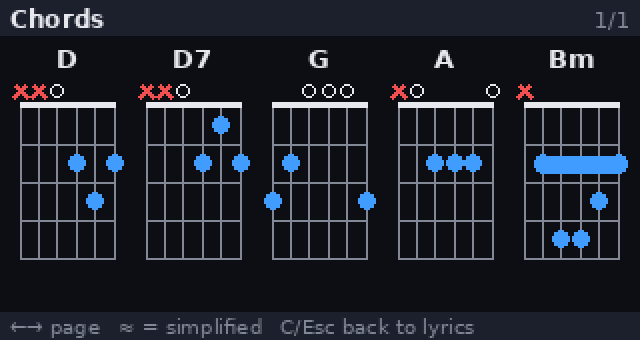 Chords 1/1
D D7 G A Bm
←→ page ≈ = simplified C/Esc back to lyrics